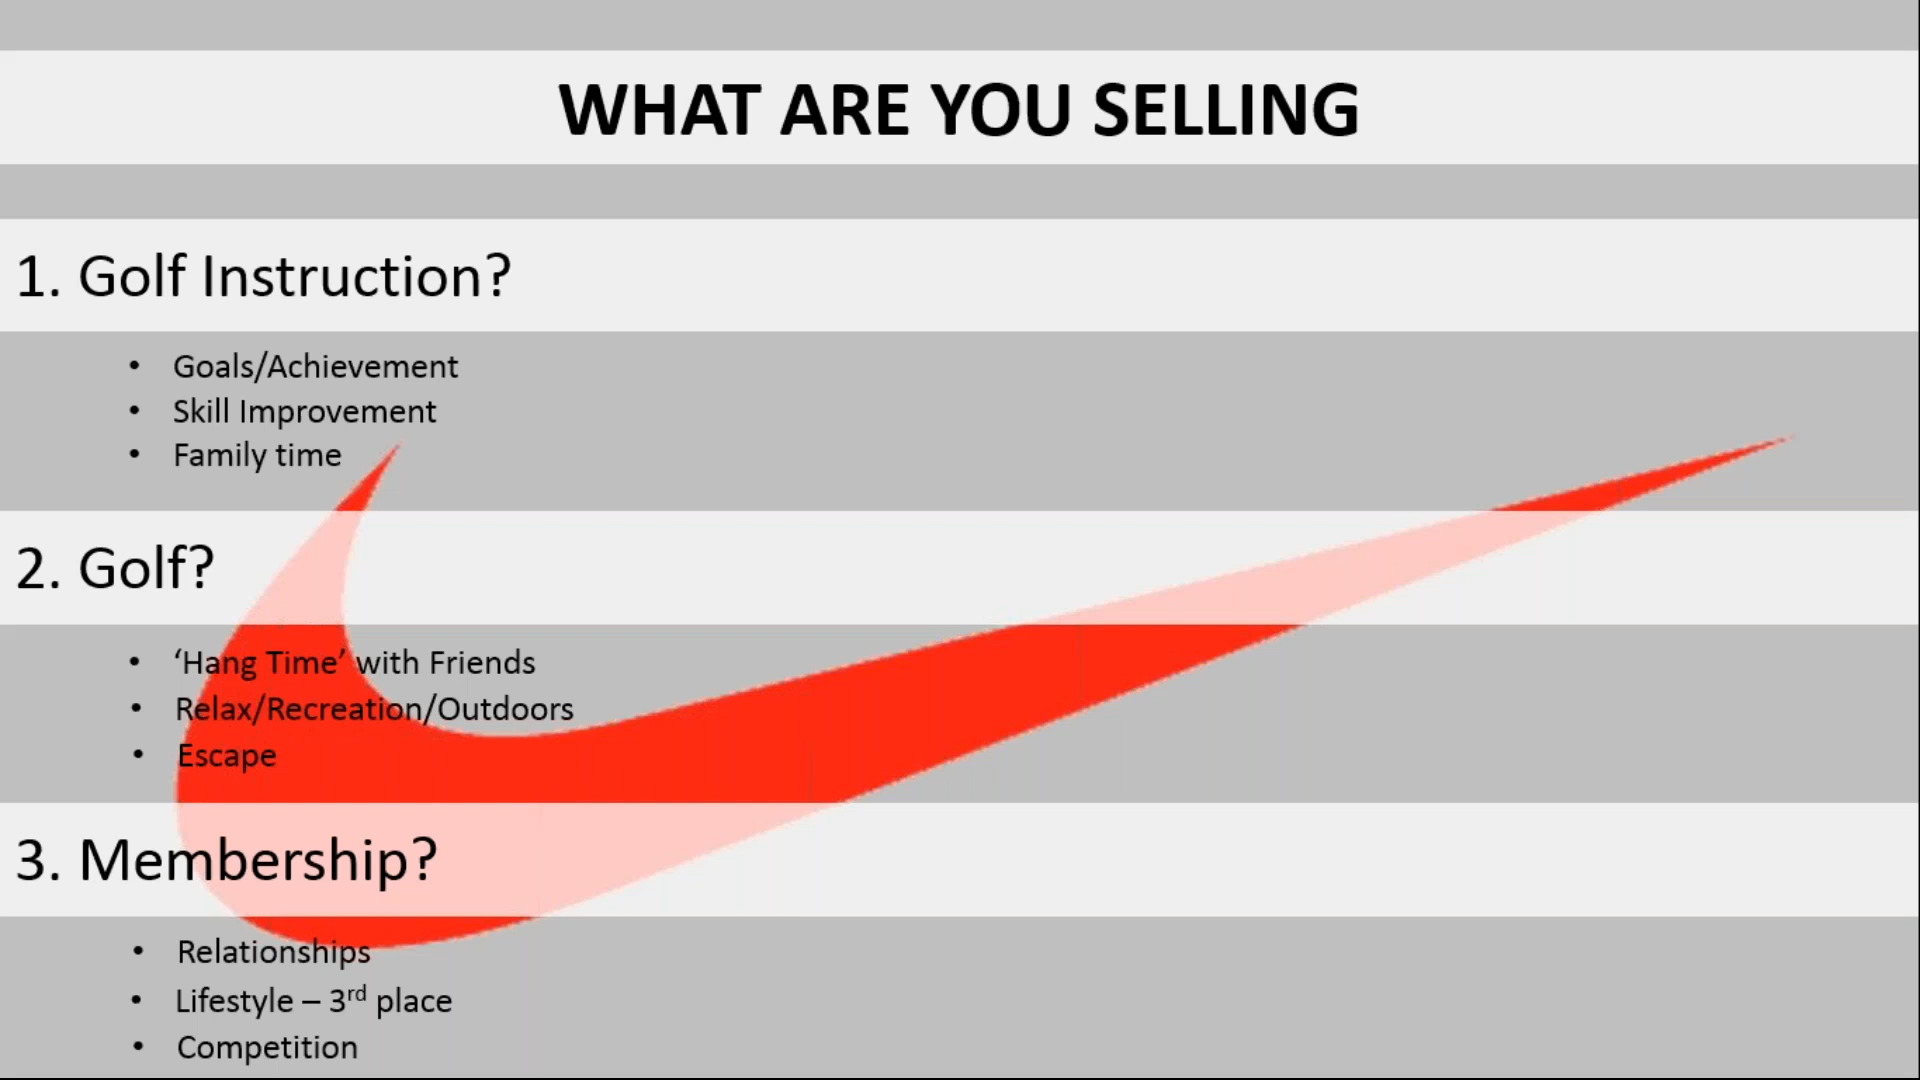 WHAT ARE YOU SELLING
1. Golf Instruction?
• Goals/Achievement
• Skill Improvement
• Family time
2. Golf?
• ‘Hang Time’ with Friends
• Relax/Recreation/Outdoors
• Escape
3. Membership?
• Relationships
• Lifestyle – 3rd place
• Competition